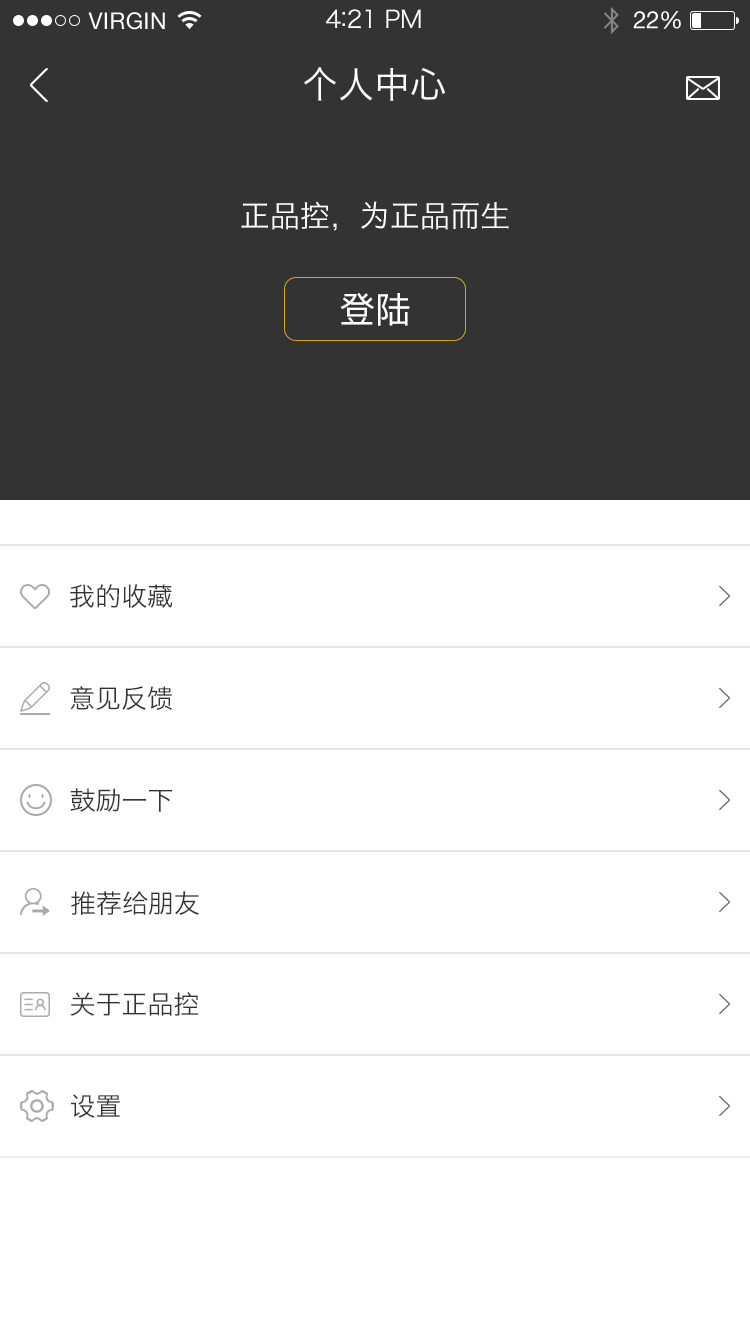 VIRGIN 4:21 PM 22%
个人中心
正品控，为正品而生
登陆
我的收藏
意见反馈
鼓励一下
推荐给朋友
关于正品控
设置